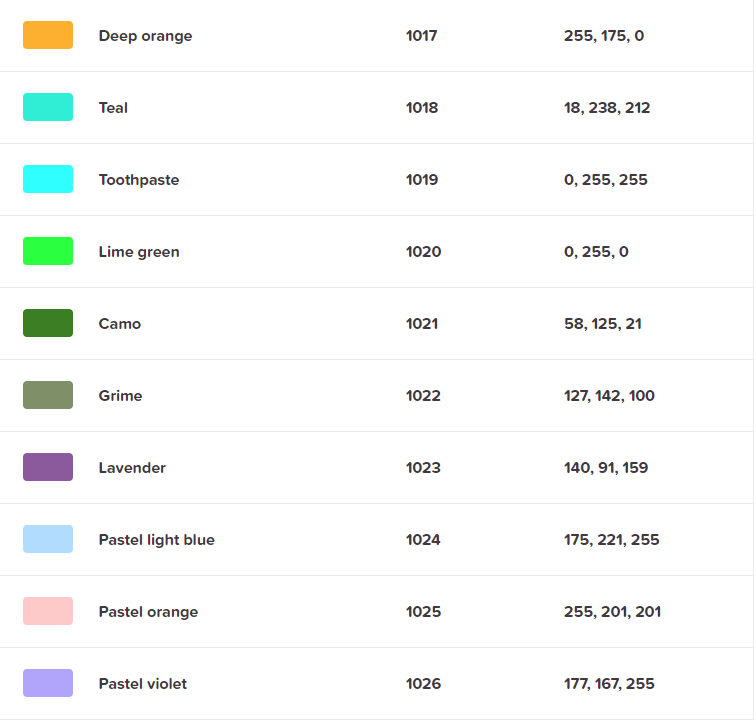 Deep orange 1017 255, 175, 0
Teal 1018 18, 238, 212
Toothpaste 1019 0, 255, 255
Lime green 1020 0, 255, 0
Camo 1021 58, 125, 21
Grime 1022 127, 142, 100
Lavender 1023 140, 91, 159
Pastel light blue 1024 175, 221, 255
Pastel orange 1025 255, 201, 201
Pastel violet 1026 177, 167, 255